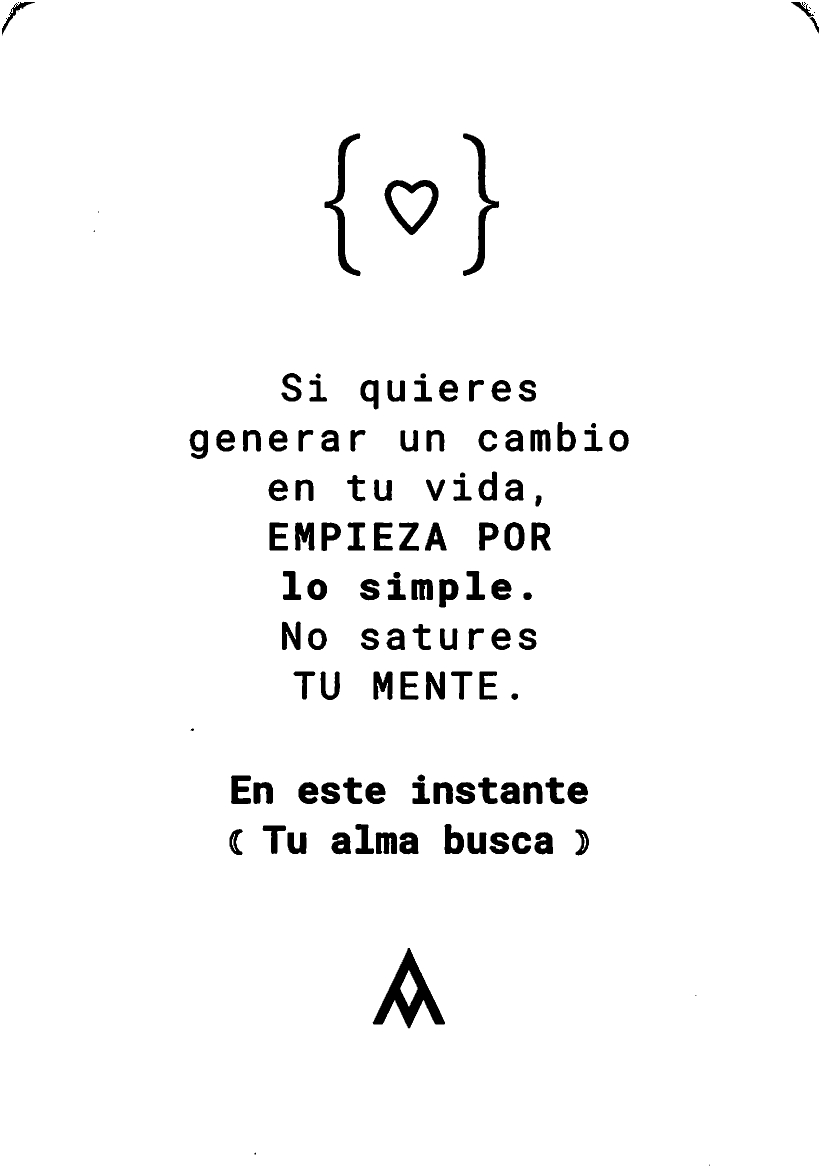 Si quieres
generar un cambio
en tu vida,
EMPIEZA POR
lo simple.
No satures
TU MENTE.
En este instante
( Tu alma busca )